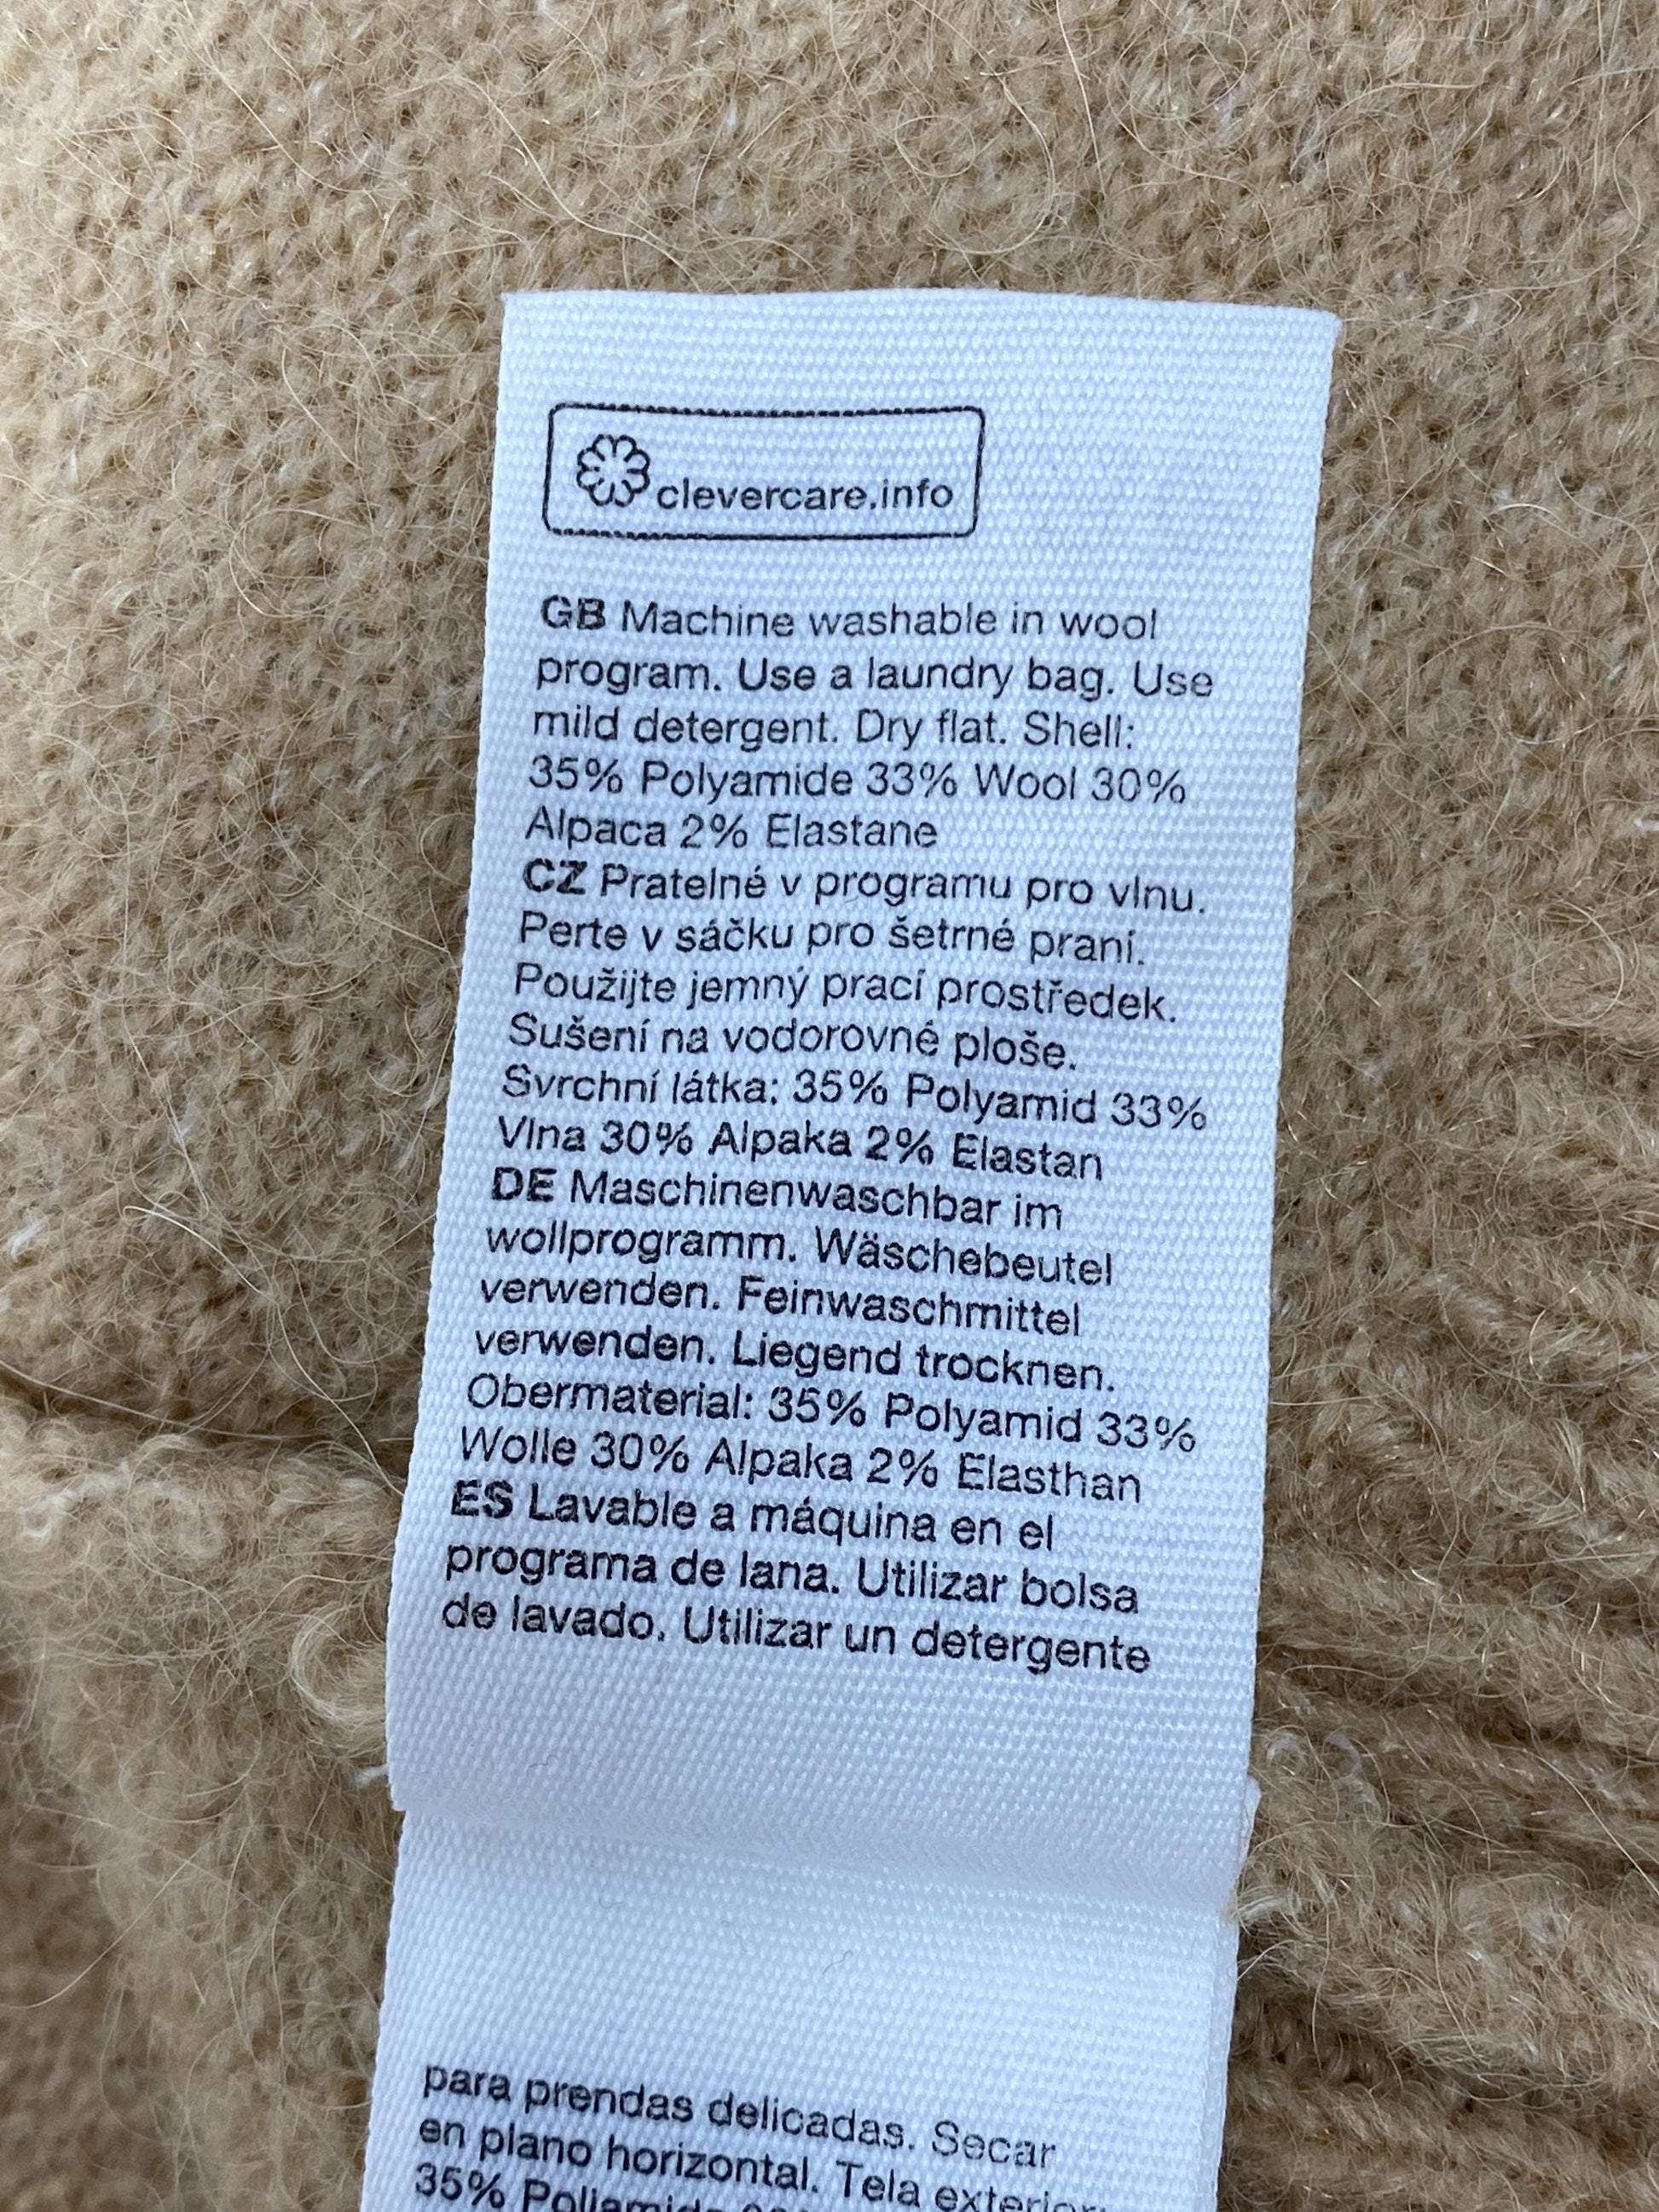 clevercare.info
GB Machine washable in wool
program. Use a laundry bag. Use
mild detergent. Dry flat. Shell:
35% Polyamide 33% Wool 30%
Alpaca 2% Elastane
CZ Pratelné v programu pro vlnu.
Perte v sáčku pro šetrné praní.
Použijte jemný prací prostředek.
Sušení na vodorovné ploše.
Svrchní látka: 35% Polyamid 33%
Vlna 30% Alpaka 2% Elastan
DE Maschinenwaschbar im
wollprogramm. Wäschebeutel
verwenden. Feinwaschmittel
verwenden. Liegend trocknen.
Obermaterial: 35% Polyamid 33%
Wolle 30% Alpaka 2% Elasthan
ES Lavable a máquina en el
programa de lana. Utilizar bolsa
de lavado. Utilizar un detergente
para prendas delicadas. Secar
en plano horizontal. Tela exterior:
35% Poliamida